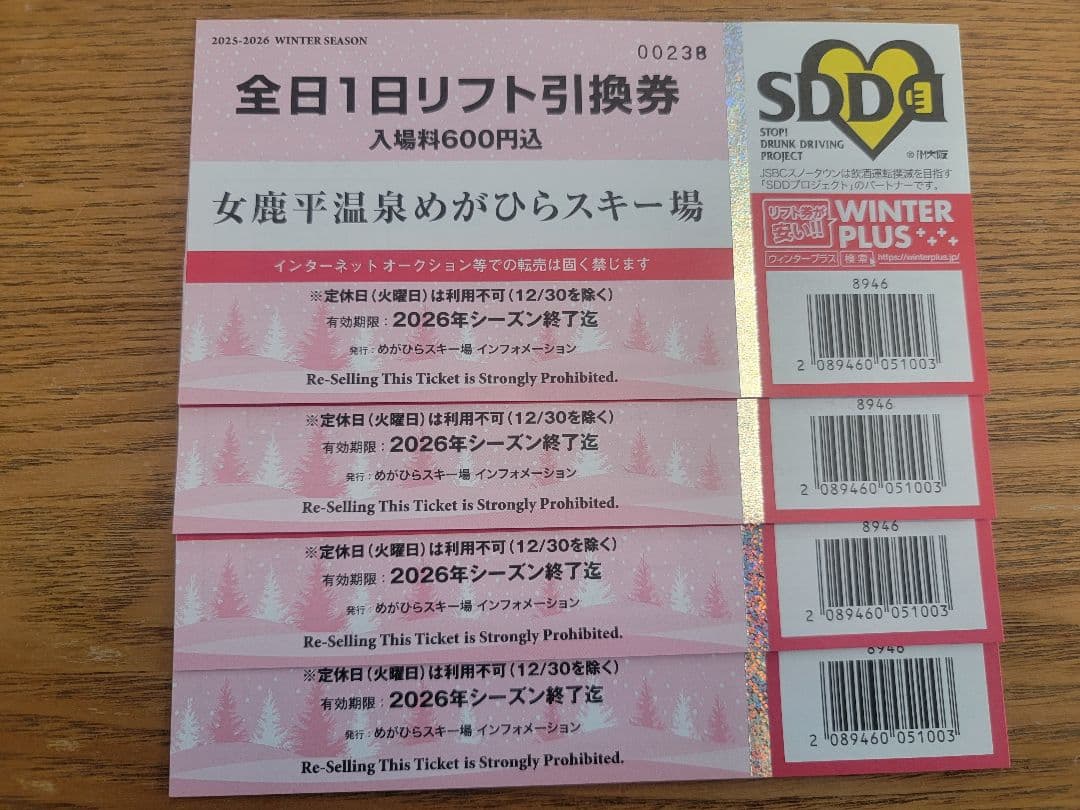 2025-2026 WINTER SEASON
00238
全日1日リフト引換券
入場料600円込
女鹿平温泉めがひらスキー場
インターネット オークション等での転売は固く禁じます
※定休日(火曜日)は利用不可(12/30を除く)
有効期限:2026年シーズン終了迄
発行:めがひらスキー場 インフォメーション
Re-Selling This Ticket is Strongly Prohibited.
SDD
STOP!
DRUNK DRIVING
PROJECT
®FM大阪
JSBCスノータウンは飲酒運転撲滅を目指す
「SDDプロジェクト」のパートナーです。
リフト券が
安い!!
WINTER
PLUS
ウィンタープラス 検索 https://winterplus.jp/
8946
2 089460 051003
※定休日(火曜日)は利用不可(12/30を除く)
有効期限:2026年シーズン終了迄
発行:めがひらスキー場 インフォメーション
Re-Selling This Ticket is Strongly Prohibited.
8946
2 089460 051003
※定休日(火曜日)は利用不可(12/30を除く)
有効期限:2026年シーズン終了迄
発行:めがひらスキー場 インフォメーション
Re-Selling This Ticket is Strongly Prohibited.
8946
2 089460 051003
※定休日(火曜日)は利用不可(12/30を除く)
有効期限:2026年シーズン終了迄
発行:めがひらスキー場 インフォメーション
Re-Selling This Ticket is Strongly Prohibited.
8946
2 089460 051003